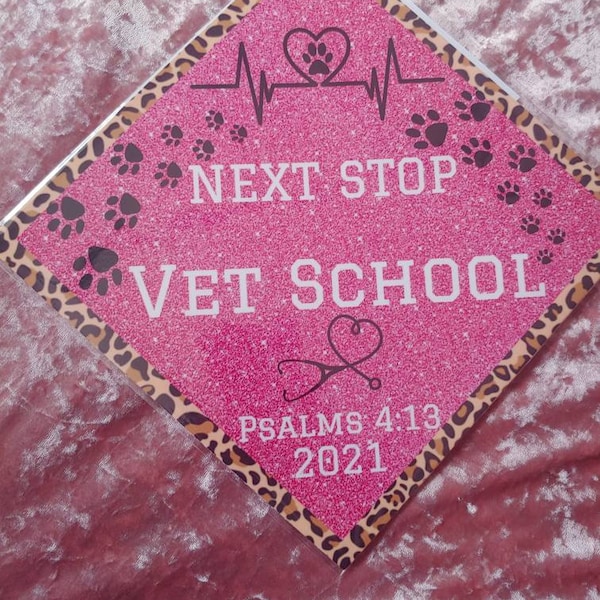 NEXT STOP
VET SCHOOL
PSALMS 4:13
2021